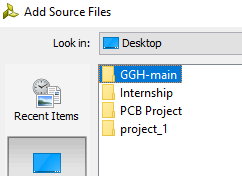 Add Source Files
Look in: Desktop
Recent Items
GGH-main
Internship
PCB Project
project_1